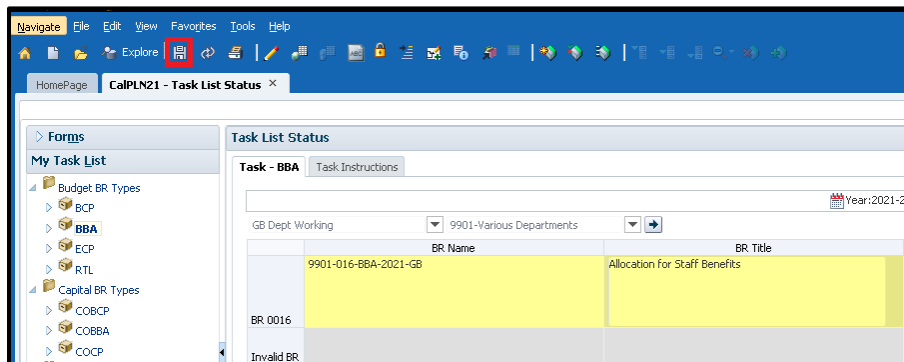 Navigate File Edit View Favorites Tools Help
Explore
HomePage CalPLN21 - Task List Status ×
Forms
Task List Status
My Task List
Task - BBA Task Instructions
Budget BR Types
BCP
BBA
ECP
RTL
Capital BR Types
COBCP
COBBA
COCP
Year:2021-2
GB Dept Working 9901-Various Departments
BR Name BR Title
9901-016-BBA-2021-GB Allocation for Staff Benefits
BR 0016
Invalid BR